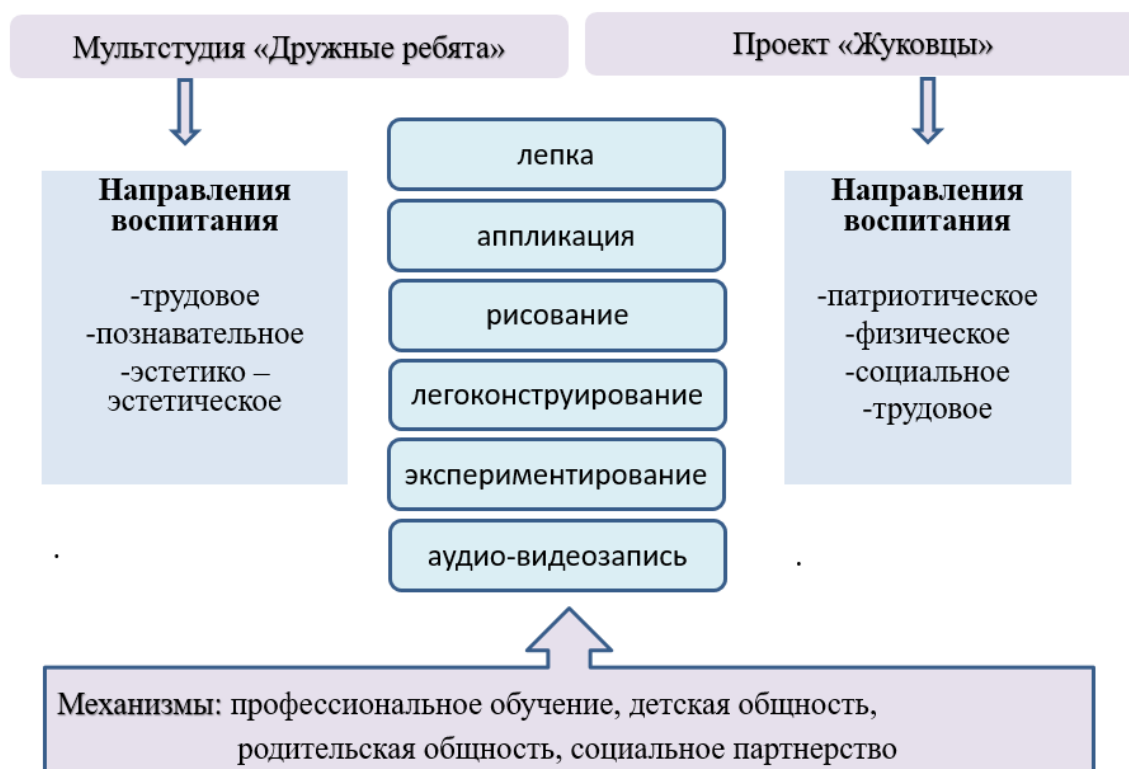 Мультстудия «Дружные ребята»
Проект «Жуковцы»
Направления
воспитания
-трудовое
-познавательное
-эстетико –
эстетическое
.
лепка
аппликация
рисование
легоконструирование
экспериментирование
аудио-видеозапись
Направления
воспитания
-патриотическое
-физическое
-социальное
-трудовое
.
Механизмы: профессиональное обучение, детская общность,
родительская общность, социальное партнерство